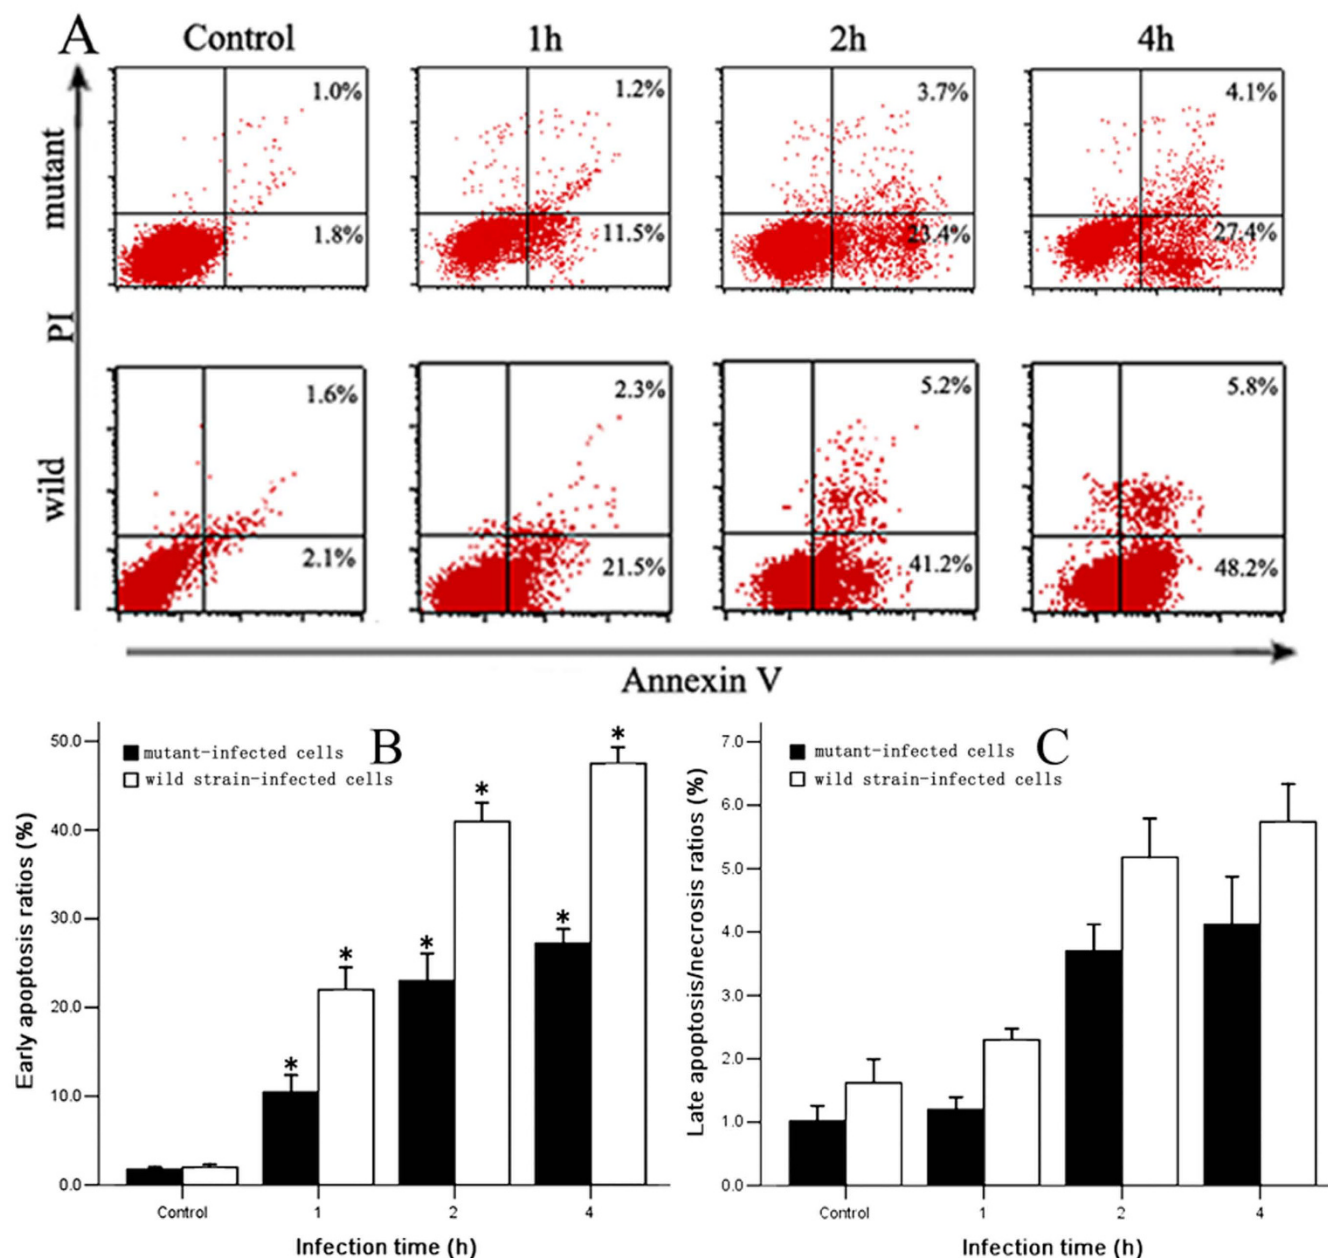 A
Control
1h
2h
4h
mutant
1.0%
1.2%
3.7%
4.1%
1.8%
11.5%
23.4%
27.4%
PI
wild
1.6%
2.3%
5.2%
5.8%
2.1%
21.5%
41.2%
48.2%
Annexin V
B
mutant-infected cells
wild strain-infected cells
Early apoptosis ratios (%)
50.0
40.0
30.0
20.0
10.0
0.0
*
*
*
*
*
*
Control
1
2
4
Infection time (h)
C
mutant-infected cells
wild strain-infected cells
Late apoptosis/necrosis ratios (%)
7.0
6.0
5.0
4.0
3.0
2.0
1.0
0.0
Control
1
2
4
Infection time (h)